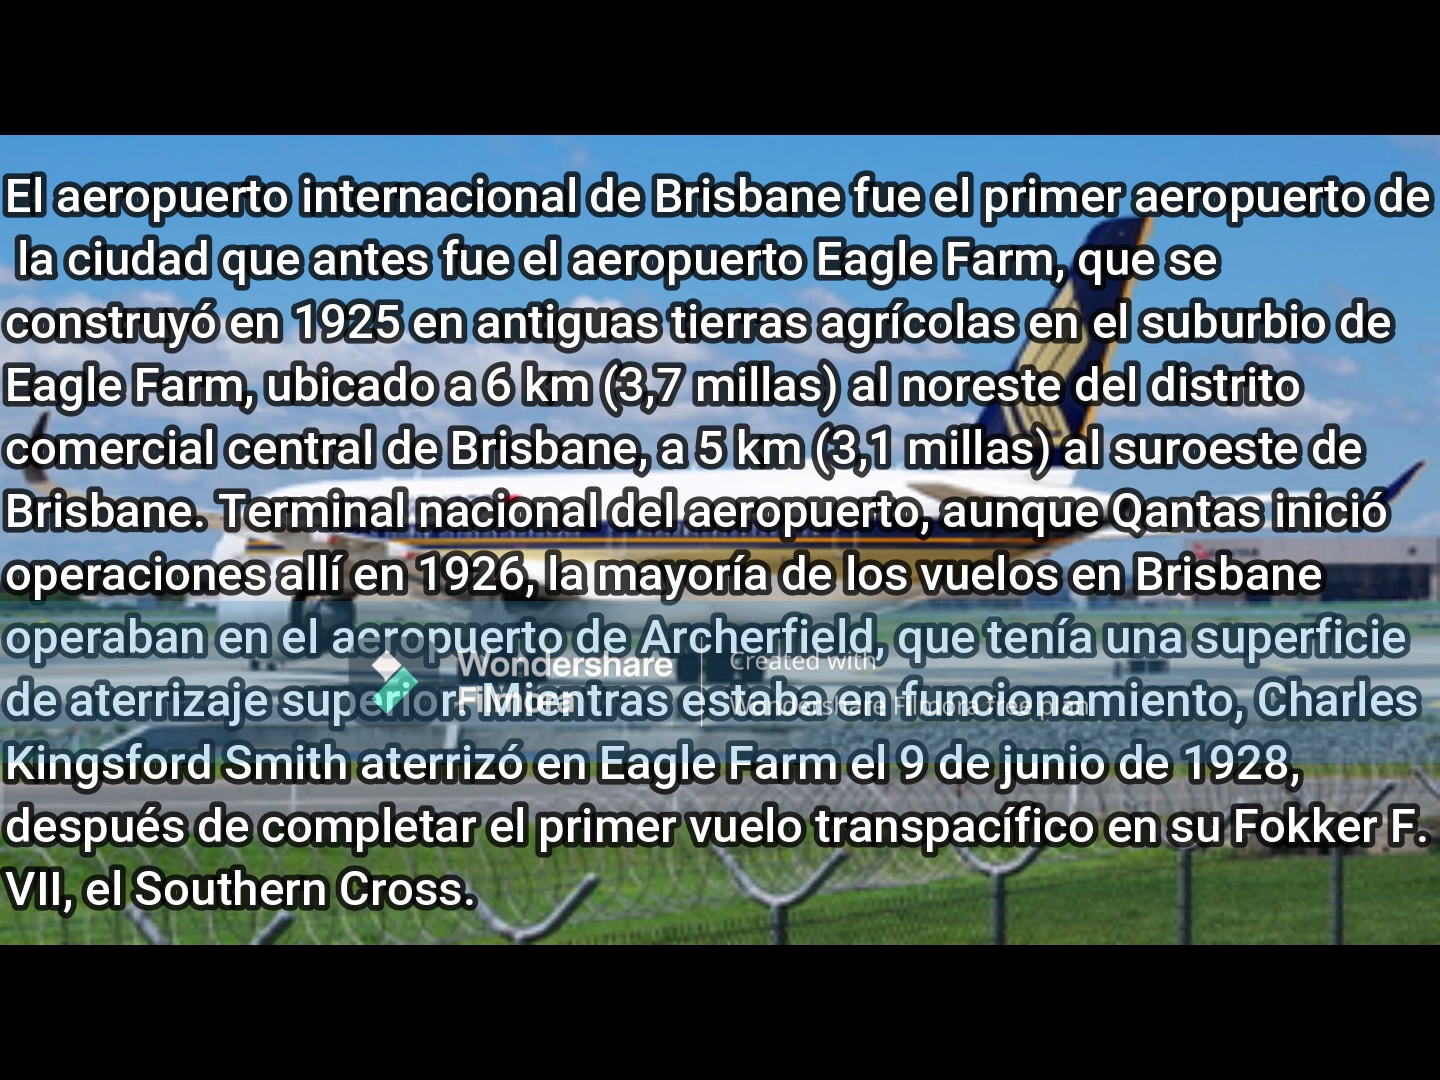 El aeropuerto internacional de Brisbane fue el primer aeropuerto de
la ciudad que antes fue el aeropuerto Eagle Farm, que se
construyó en 1925 en antiguas tierras agrícolas en el suburbio de
Eagle Farm, ubicado a 6 km (3,7 millas) al noreste del distrito
comercial central de Brisbane, a 5 km (3,1 millas) al suroeste de
Brisbane. Terminal nacional del aeropuerto, aunque Qantas inició
operaciones allí en 1926, la mayoría de los vuelos en Brisbane
operaban en el aeropuerto de Archerfield, que tenía una superficie
de aterrizaje superior. Mientras estaba en funcionamiento, Charles
Kingsford Smith aterrizó en Eagle Farm el 9 de junio de 1928,
después de completar el primer vuelo transpacífico en su Fokker F.
VII, el Southern Cross.
Wondershare
Filmora
Created with
Wondershare Filmora free plan